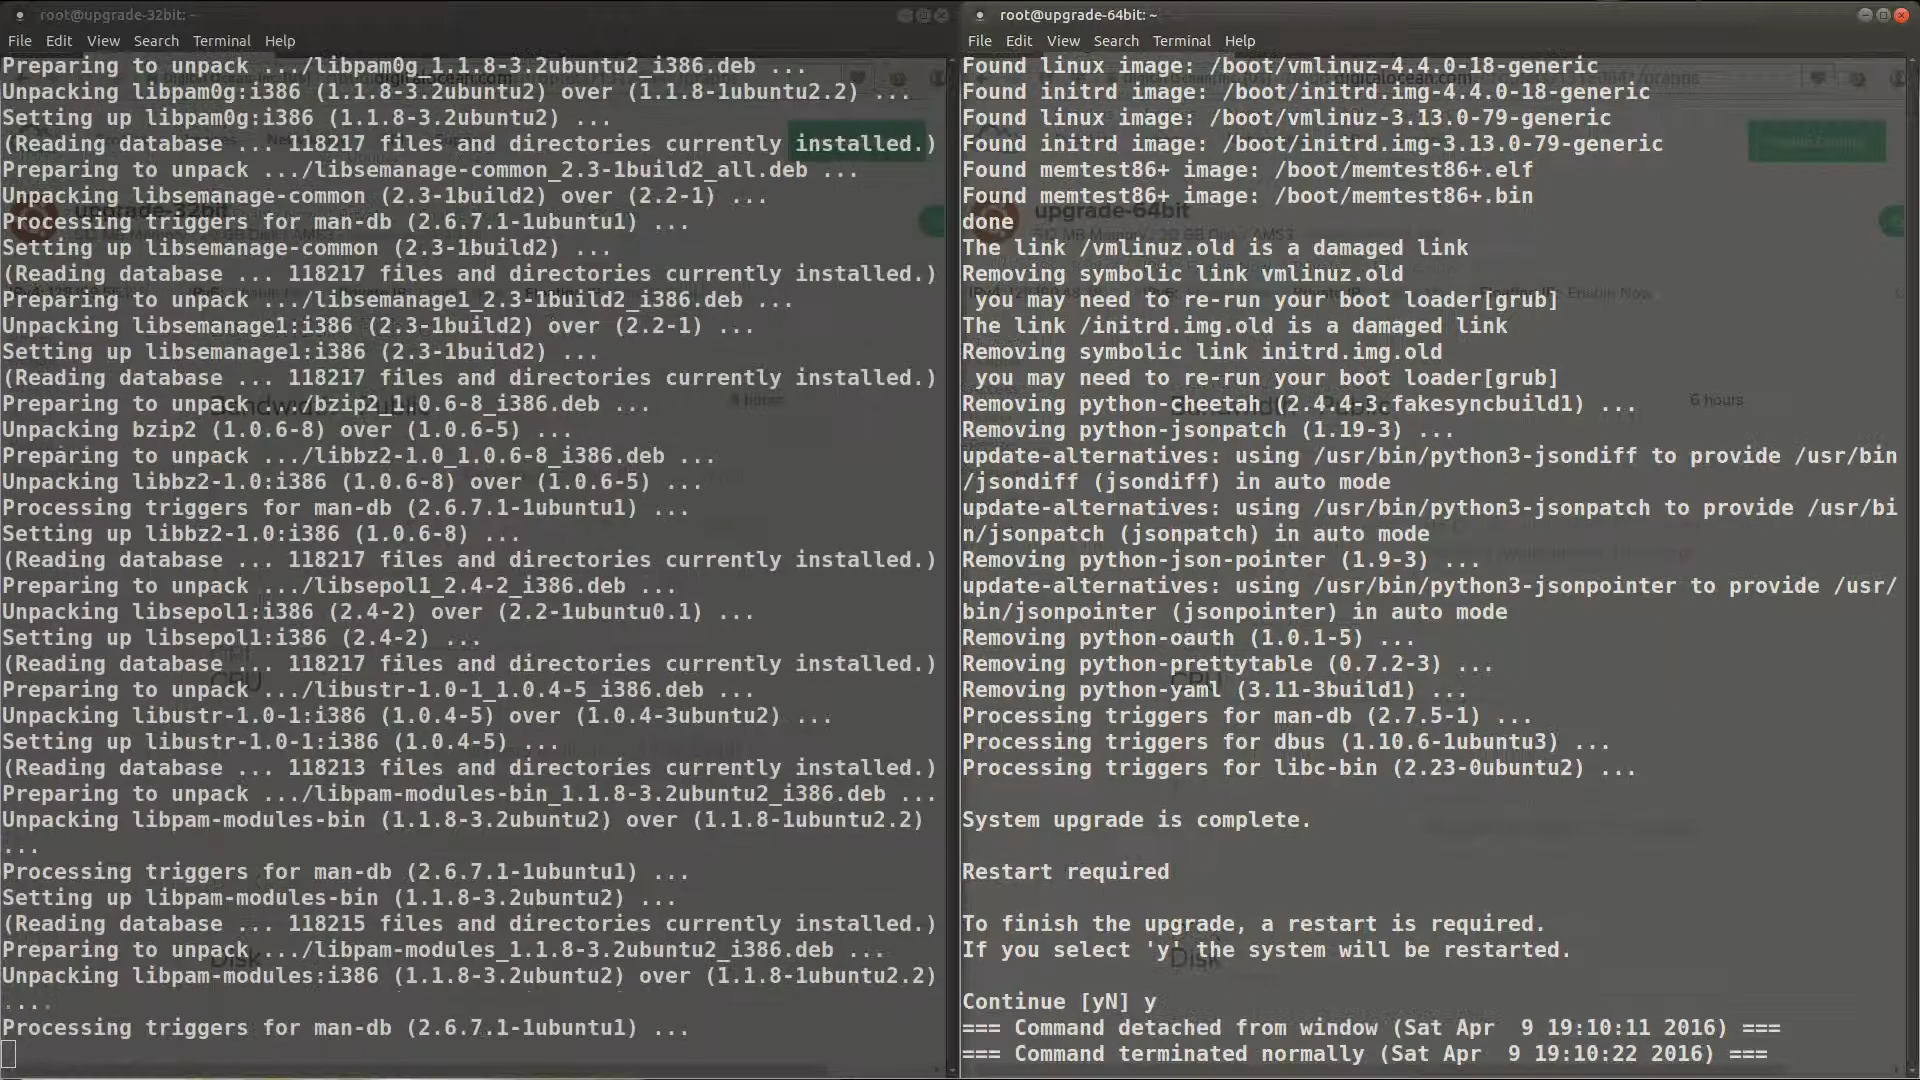 root@upgrade-32bit: ~
File Edit View Search Terminal Help
Preparing to unpack .../libpam0g_1.1.8-3.2ubuntu2_i386.deb ...
Unpacking libpam0g:i386 (1.1.8-3.2ubuntu2) over (1.1.8-1ubuntu2.2) ...
Setting up libpam0g:i386 (1.1.8-3.2ubuntu2) ...
(Reading database ... 118217 files and directories currently installed.)
Preparing to unpack .../libsemanage-common_2.3-1build2_all.deb ...
Unpacking libsemanage-common (2.3-1build2) over (2.2-1) ...
Processing triggers for man-db (2.6.7.1-1ubuntu1) ...
Setting up libsemanage-common (2.3-1build2) ...
(Reading database ... 118217 files and directories currently installed.)
Preparing to unpack .../libsemanage1_2.3-1build2_i386.deb ...
Unpacking libsemanage1:i386 (2.3-1build2) over (2.2-1) ...
Setting up libsemanage1:i386 (2.3-1build2) ...
(Reading database ... 118217 files and directories currently installed.)
Preparing to unpack .../bzip2_1.0.6-8_i386.deb ...
Unpacking bzip2 (1.0.6-8) over (1.0.6-5) ...
Preparing to unpack .../libbz2-1.0_1.0.6-8_i386.deb ...
Unpacking libbz2-1.0:i386 (1.0.6-8) over (1.0.6-5) ...
Processing triggers for man-db (2.6.7.1-1ubuntu1) ...
Setting up libbz2-1.0:i386 (1.0.6-8) ...
(Reading database ... 118217 files and directories currently installed.)
Preparing to unpack .../libsepol1_2.4-2_i386.deb ...
Unpacking libsepol1:i386 (2.4-2) over (2.2-1ubuntu0.1) ...
Setting up libsepol1:i386 (2.4-2) ...
(Reading database ... 118217 files and directories currently installed.)
Preparing to unpack .../libustr-1.0-1_1.0.4-5_i386.deb ...
Unpacking libustr-1.0-1:i386 (1.0.4-5) over (1.0.4-3ubuntu2) ...
Setting up libustr-1.0-1:i386 (1.0.4-5) ...
(Reading database ... 118213 files and directories currently installed.)
Preparing to unpack .../libpam-modules-bin_1.1.8-3.2ubuntu2_i386.deb ...
Unpacking libpam-modules-bin (1.1.8-3.2ubuntu2) over (1.1.8-1ubuntu2.2)
...
Processing triggers for man-db (2.6.7.1-1ubuntu1) ...
Setting up libpam-modules-bin (1.1.8-3.2ubuntu2) ...
(Reading database ... 118215 files and directories currently installed.)
Preparing to unpack .../libpam-modules_1.1.8-3.2ubuntu2_i386.deb ...
Unpacking libpam-modules:i386 (1.1.8-3.2ubuntu2) over (1.1.8-1ubuntu2.2)
....
Processing triggers for man-db (2.6.7.1-1ubuntu1) ...
root@upgrade-64bit: ~
File Edit View Search Terminal Help
Found linux image: /boot/vmlinuz-4.4.0-18-generic
Found initrd image: /boot/initrd.img-4.4.0-18-generic
Found linux image: /boot/vmlinuz-3.13.0-79-generic
Found initrd image: /boot/initrd.img-3.13.0-79-generic
Found memtest86+ image: /boot/memtest86+.elf
Found memtest86+ image: /boot/memtest86+.bin
done
The link /vmlinuz.old is a damaged link
Removing symbolic link vmlinuz.old
 you may need to re-run your boot loader[grub]
The link /initrd.img.old is a damaged link
Removing symbolic link initrd.img.old
 you may need to re-run your boot loader[grub]
Removing python-cheetah (2.4.4-3.fakesyncbuild1) ...
Removing python-jsonpatch (1.19-3) ...
update-alternatives: using /usr/bin/python3-jsondiff to provide /usr/bin
/jsondiff (jsondiff) in auto mode
update-alternatives: using /usr/bin/python3-jsonpatch to provide /usr/bi
n/jsonpatch (jsonpatch) in auto mode
Removing python-json-pointer (1.9-3) ...
update-alternatives: using /usr/bin/python3-jsonpointer to provide /usr/
bin/jsonpointer (jsonpointer) in auto mode
Removing python-oauth (1.0.1-5) ...
Removing python-prettytable (0.7.2-3) ...
Removing python-yaml (3.11-3build1) ...
Processing triggers for man-db (2.7.5-1) ...
Processing triggers for dbus (1.10.6-1ubuntu3) ...
Processing triggers for libc-bin (2.23-0ubuntu2) ...
System upgrade is complete.
Restart required
To finish the upgrade, a restart is required.
If you select 'y' the system will be restarted.
Continue [yN] y
=== Command detached from window (Sat Apr  9 19:10:11 2016) ===
=== Command terminated normally (Sat Apr  9 19:10:22 2016) ===
upgrade-32bit
upgrade-64bit
Bandwidth Public
6 hours
CPU
CPU
Disk
Disk